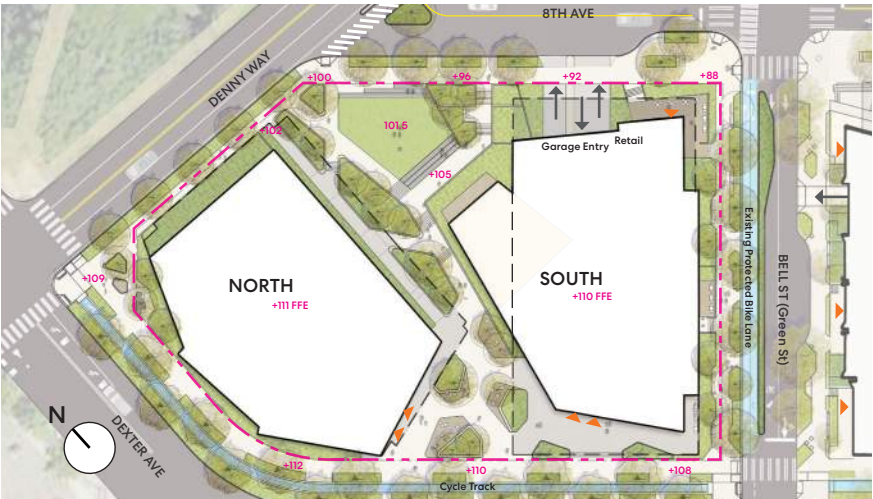 8TH AVE
DENNY WAY
+100
+96
+92
+88
+102
101.5
Garage Entry
Retail
+105
Existing Protected Bike Lane
BELL ST (Green St)
+109
NORTH
+111 FFE
SOUTH
+110 FFE
N
DEXTER AVE
+112
+110
+108
Cycle Track